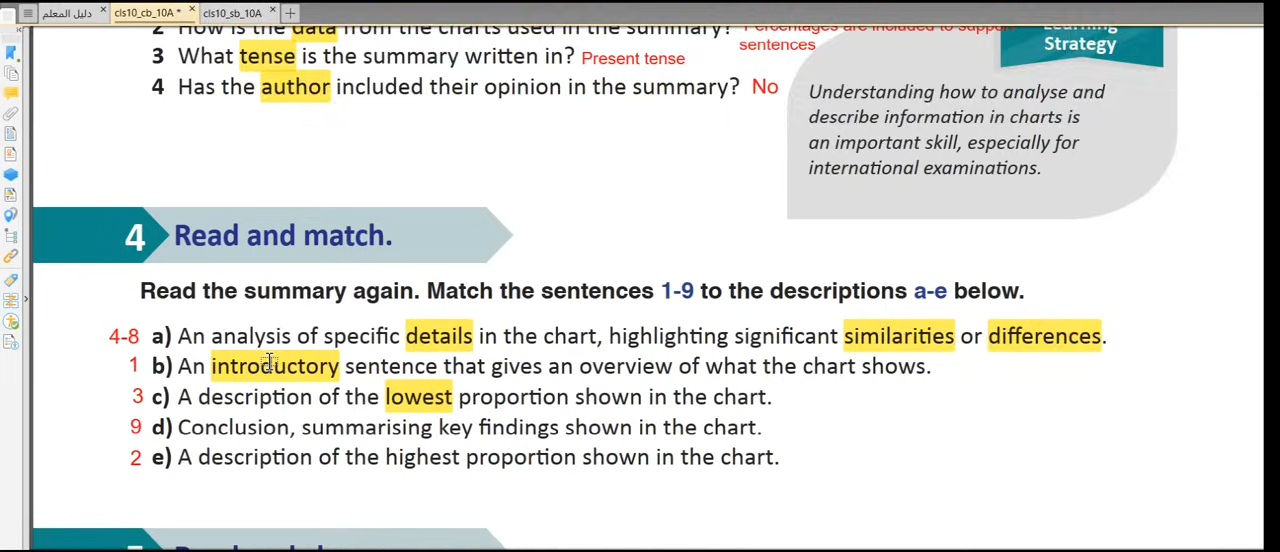 دليل المعلم
cls10_cb_10A *
cls10_sb_10A
2 How is the data from the charts used in the summary? Percentages are included to support
sentences
3 What tense is the summary written in? Present tense
4 Has the author included their opinion in the summary? No
Learning
Strategy
Understanding how to analyse and
describe information in charts is
an important skill, especially for
international examinations.
4 Read and match.
Read the summary again. Match the sentences 1-9 to the descriptions a-e below.
4-8 a) An analysis of specific details in the chart, highlighting significant similarities or differences.
1 b) An introductory sentence that gives an overview of what the chart shows.
3 c) A description of the lowest proportion shown in the chart.
9 d) Conclusion, summarising key findings shown in the chart.
2 e) A description of the highest proportion shown in the chart.